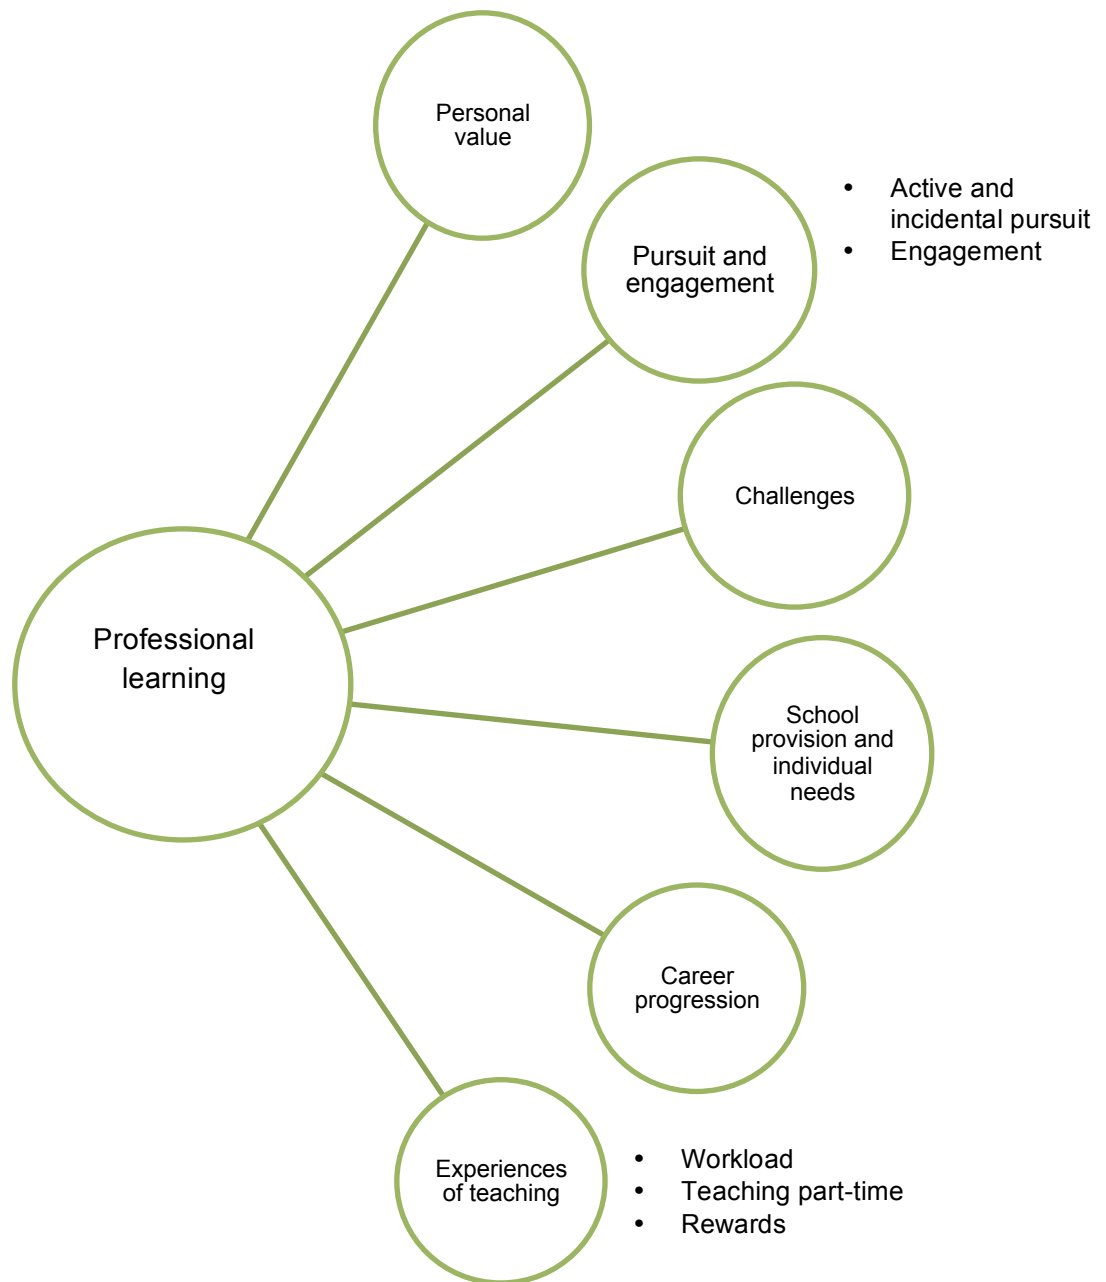 Personal
value
Pursuit and
engagement
• Active and
incidental pursuit
• Engagement
Challenges
Professional
learning
School
provision and
individual
needs
Career
progression
Experiences
of teaching
• Workload
• Teaching part-time
• Rewards